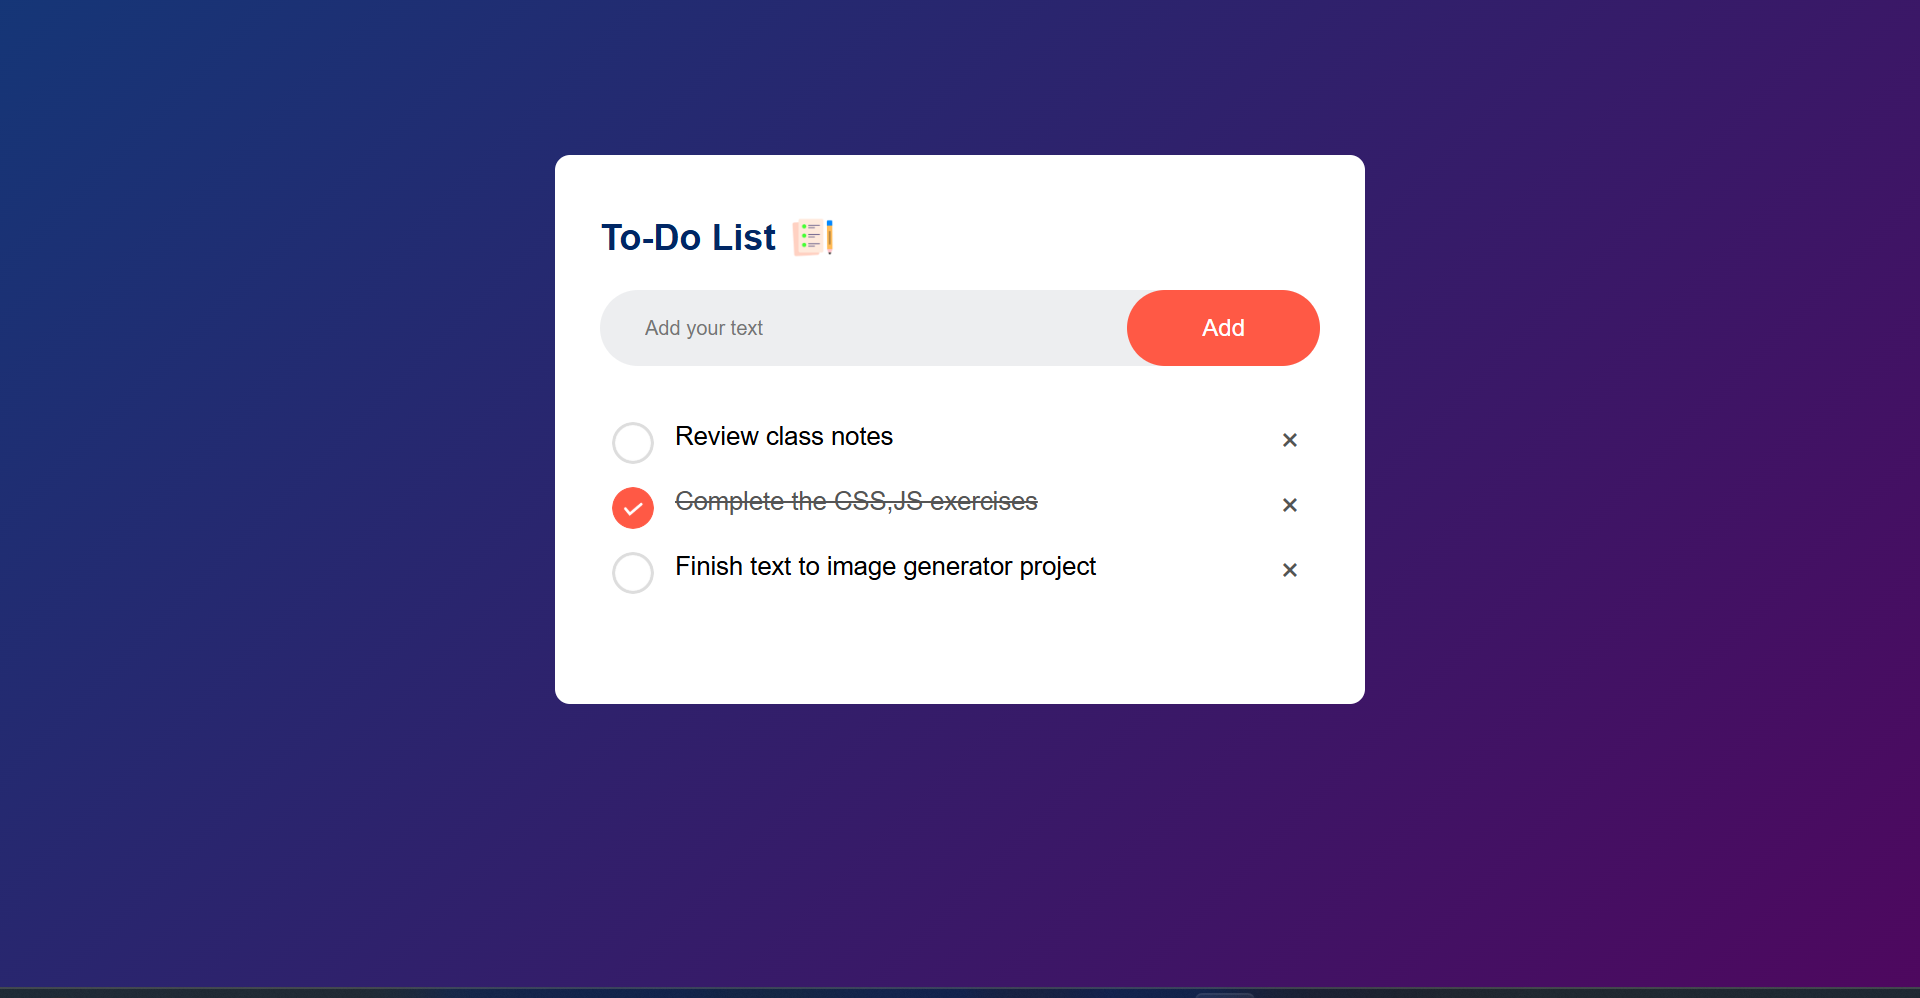 To-Do List
Add your text
Add
Review class notes
Complete the CSS,JS exercises
Finish text to image generator project